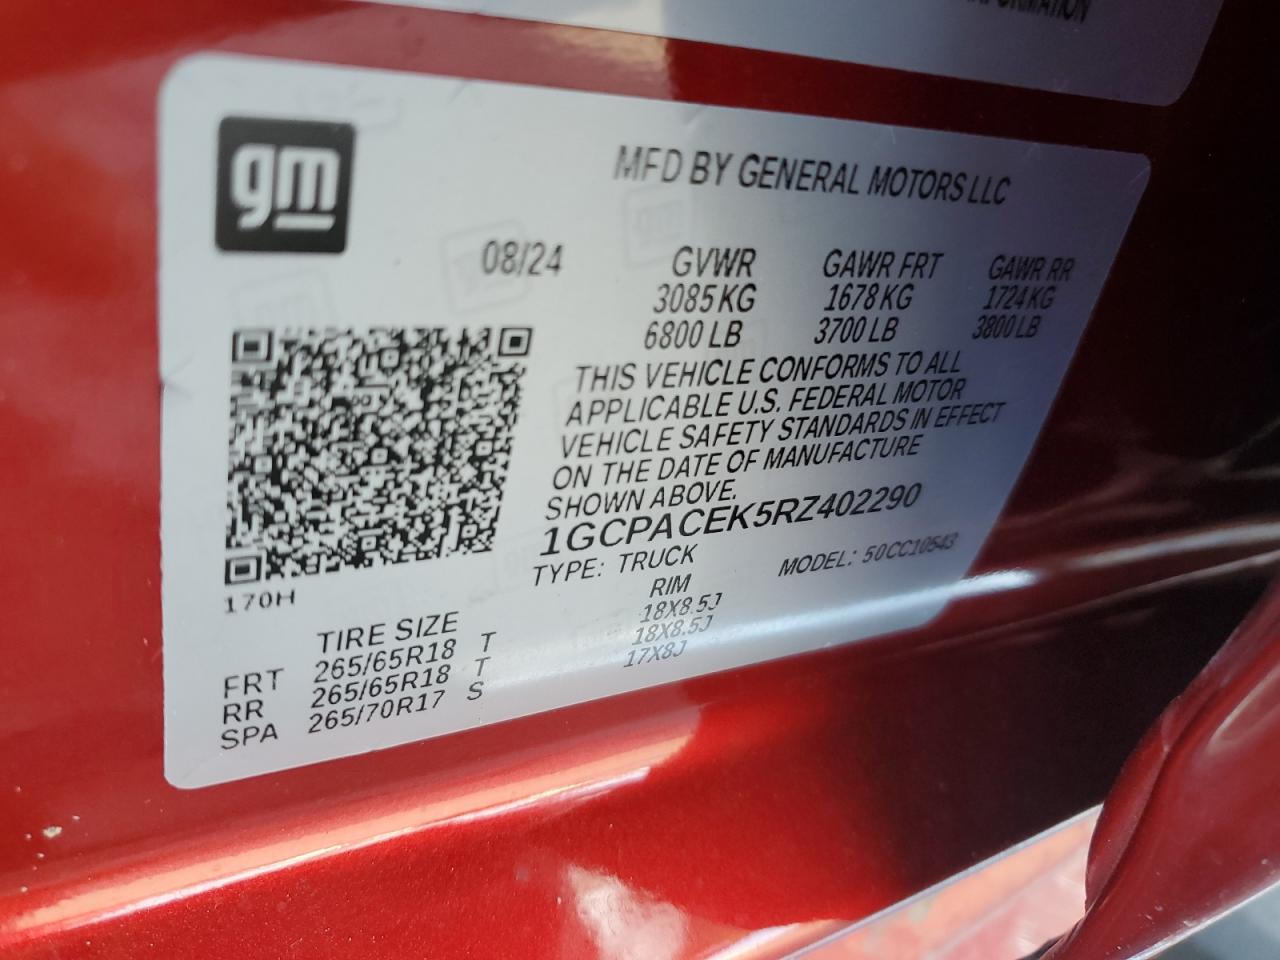 FORMATION
gm
MFD BY GENERAL MOTORS LLC
08/24 GVWR GAWR FRT GAWR RR
3085 KG 1678 KG 1724 KG
6800 LB 3700 LB 3800 LB
THIS VEHICLE CONFORMS TO ALL
APPLICABLE U.S. FEDERAL MOTOR
VEHICLE SAFETY STANDARDS IN EFFECT
ON THE DATE OF MANUFACTURE
SHOWN ABOVE.
1GCPACEK5RZ402290
TYPE: TRUCK MODEL: 50CC10543
170H
TIRE SIZE RIM
FRT 265/65R18 T 18X8.5J
RR 265/65R18 T 18X8.5J
SPA 265/70R17 S 17X8J